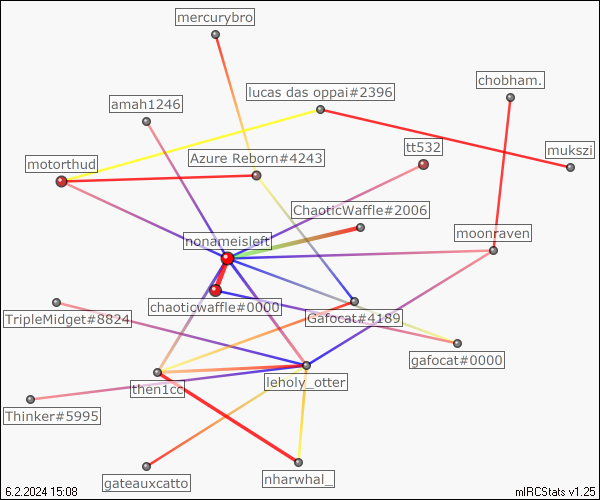 mercurybro
chobham.
lucas das oppai#2396
amah1246
tt532
mukszi
motorthud
Azure Reborn#4243
ChaoticWaffle#2006
nonameisleft
moonraven
chaoticwaffle#0000
TripleMidget#8824
Gafocat#4189
gafocat#0000
leholy_otter
then1cc
Thinker#5995
gateauxcatto
nharwhal_
6.2.2024 15:08
mIRCStats v1.25